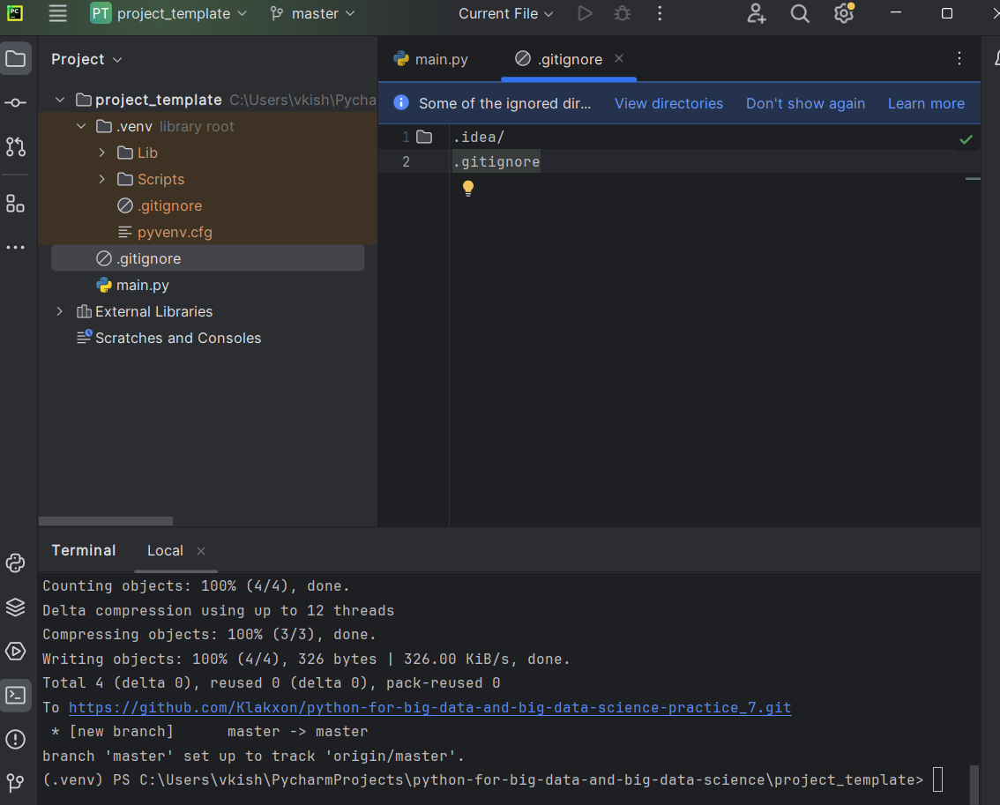 PC
PT project_template
master
Current File
Project
project_template C:\Users\vkish\Pycha
.venv library root
Lib
Scripts
.gitignore
pyvenv.cfg
.gitignore
main.py
External Libraries
Scratches and Consoles
main.py
.gitignore
Some of the ignored dir... View directories Don't show again Learn more
1 .idea/
2 .gitignore
Terminal Local
Counting objects: 100% (4/4), done.
Delta compression using up to 12 threads
Compressing objects: 100% (3/3), done.
Writing objects: 100% (4/4), 326 bytes | 326.00 KiB/s, done.
Total 4 (delta 0), reused 0 (delta 0), pack-reused 0
To https://github.com/Klakxon/python-for-big-data-and-big-data-science-practice_7.git
* [new branch] master -> master
branch 'master' set up to track 'origin/master'.
(.venv) PS C:\Users\vkish\PycharmProjects\python-for-big-data-and-big-data-science\project_template>